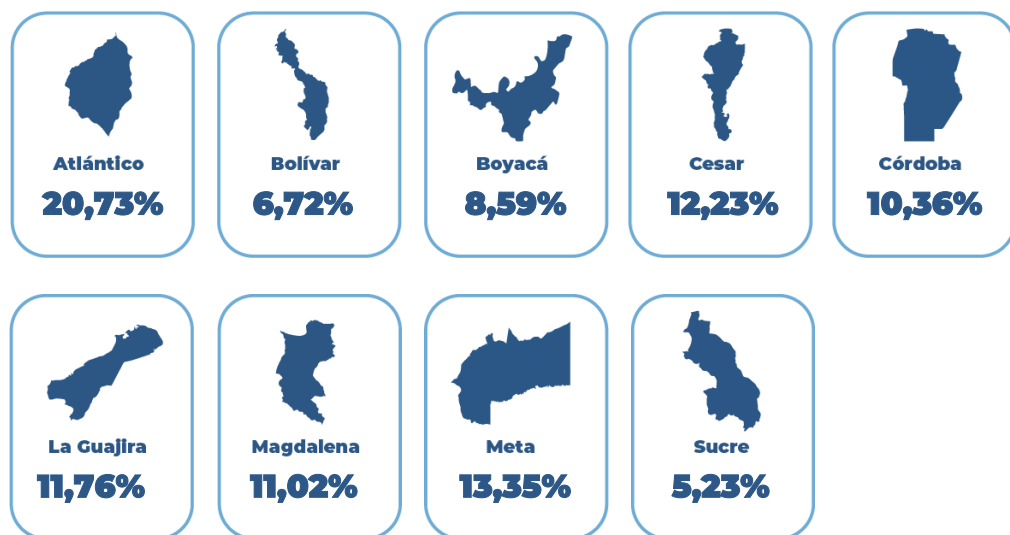 Atlántico
20,73%
Bolívar
6,72%
Boyacá
8,59%
Cesar
12,23%
Córdoba
10,36%
La Guajira
11,76%
Magdalena
11,02%
Meta
13,35%
Sucre
5,23%